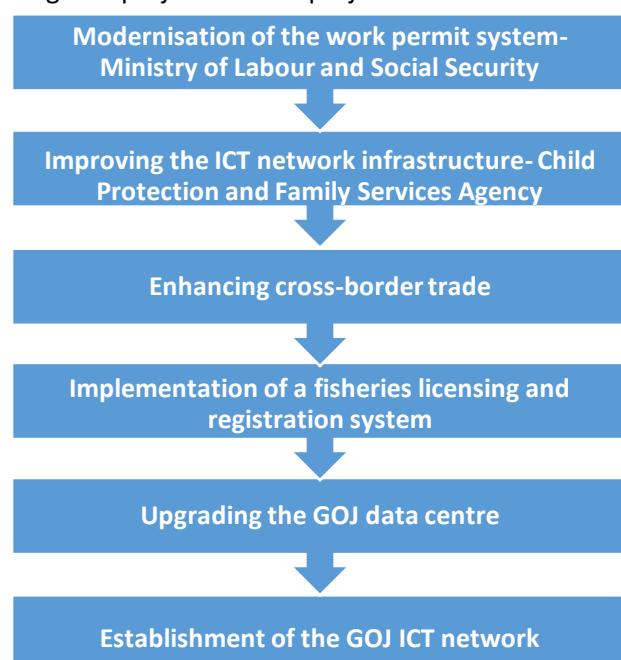 Modernisation of the work permit system-
Ministry of Labour and Social Security
Improving the ICT network infrastructure- Child
Protection and Family Services Agency
Enhancing cross-border trade
Implementation of a fisheries licensing and
registration system
Upgrading the GOJ data centre
Establishment of the GOJ ICT network